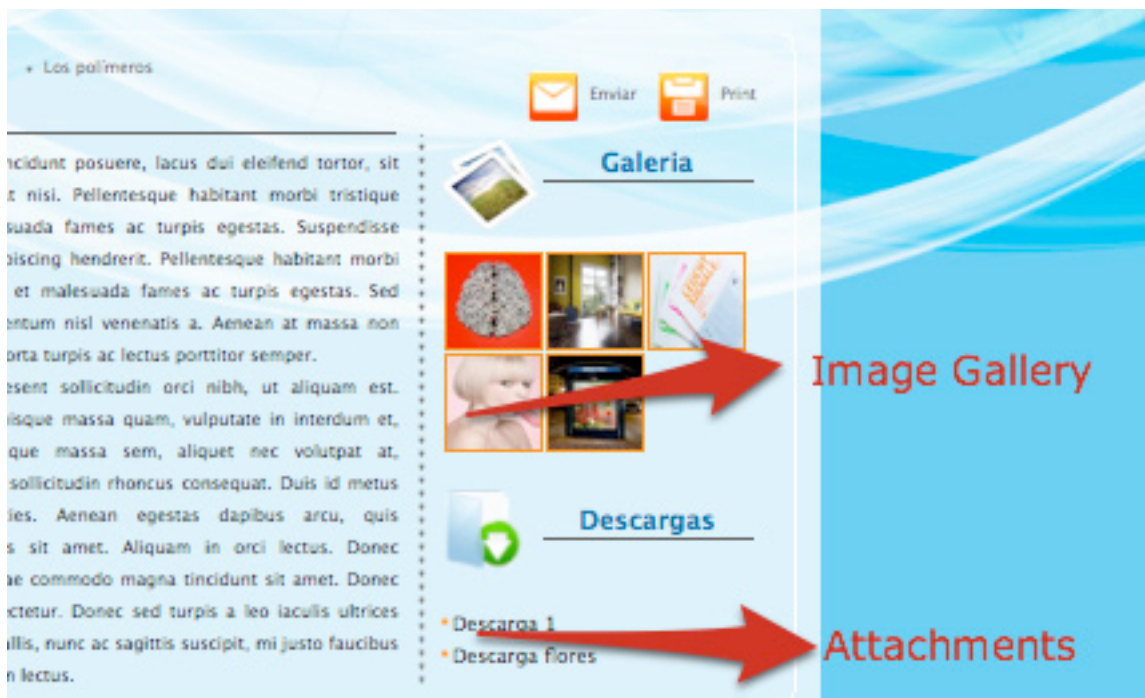 Los polímeros
Enviar
Print
ncidunt posuere, lacus dui eleifend tortor, sit
nisi. Pellentesque habitant morbi tristique
suada fames ac turpis egestas. Suspendisse
piscing hendrerit. Pellentesque habitant morbi
et malesuada fames ac turpis egestas. Sed
entum nisl venenatis a. Aenean at massa non
orta turpis ac lectus porttitor semper.
esent sollicitudin orci nibh, ut aliquam est.
isque massa quam, vulputate in interdum et,
que massa sem, aliquet nec volutpat at,
sollicitudin rhoncus consequat. Duis id metus
ies. Aenean egestas dapibus arcu, quis
s sit amet. Aliquam in orci lectus. Donec
ae commodo magna tincidunt sit amet. Donec
ectetur. Donec sed turpis a leo iaculis ultrices
allis, nunc ac sagittis suscipit, mi justo faucibus
n lectus.
Galeria
Image Gallery
Descargas
Descarga 1
Descarga flores
Attachments